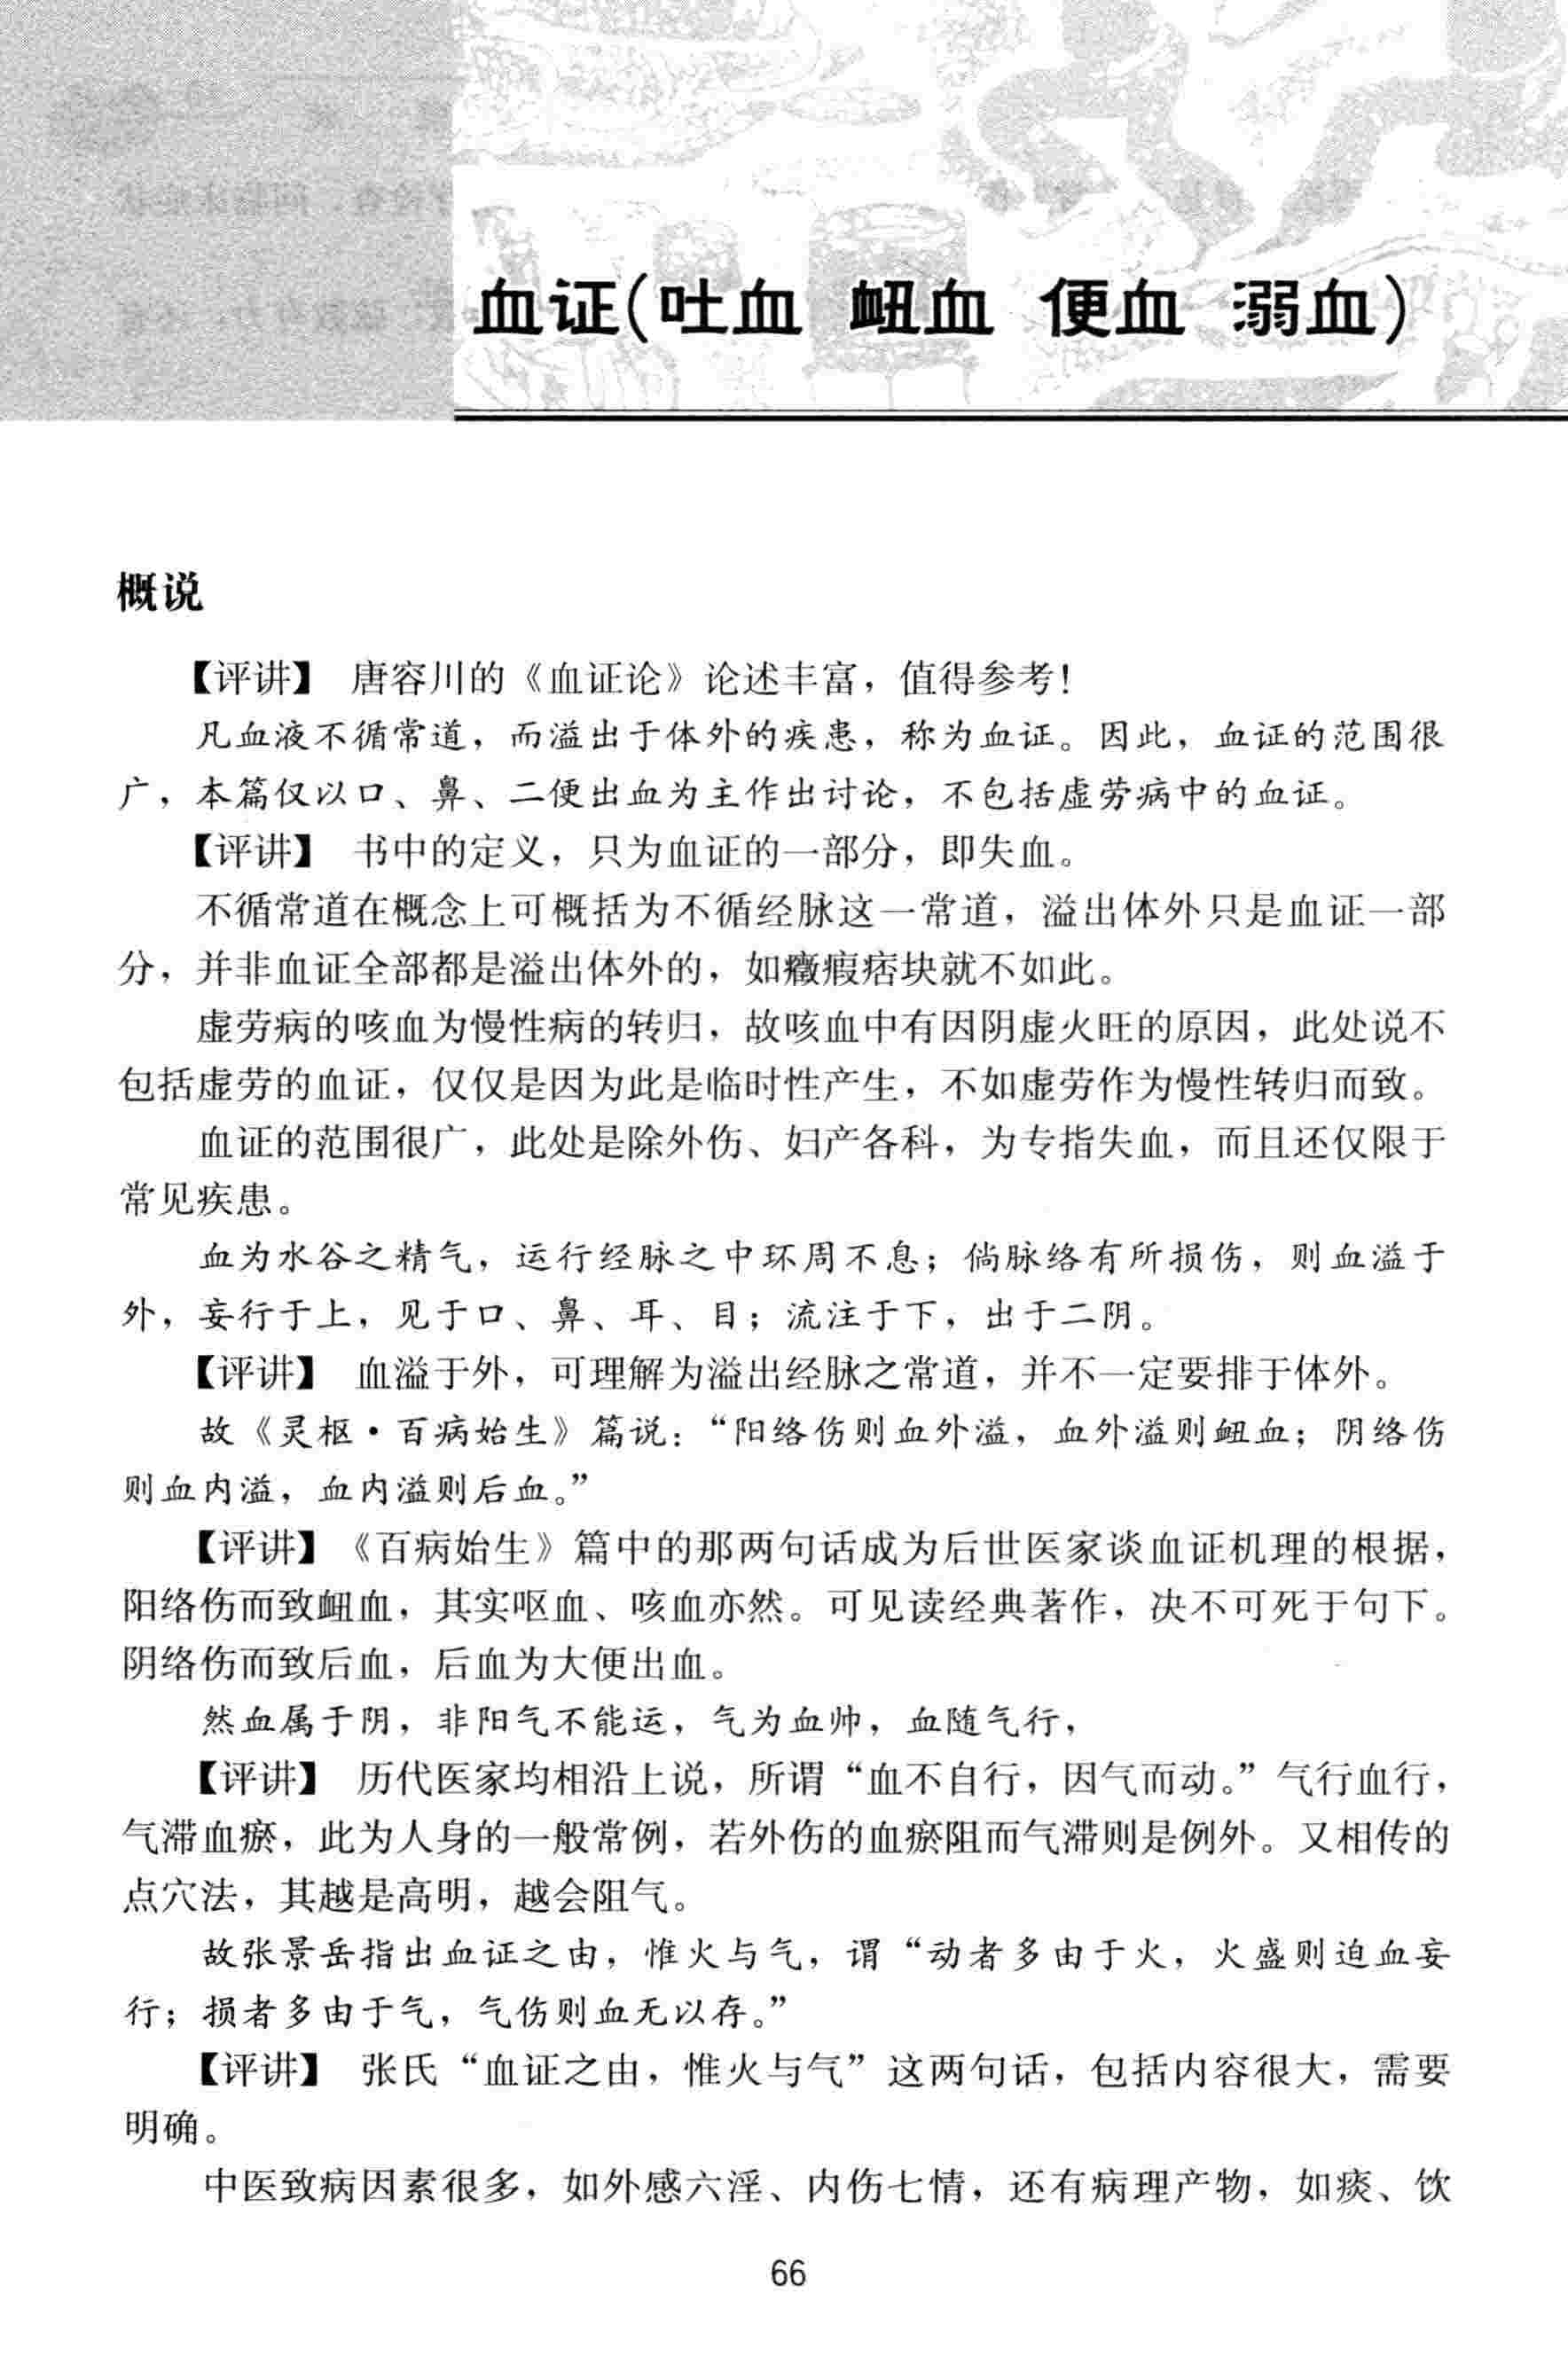 血证(吐血 衄血 便血 溺血)
概说
【评讲】 唐容川的《血证论》论述丰富，值得参考！
凡血液不循常道，而溢出于体外的疾患，称为血证。因此，血证的范围很
广，本篇仅以口、鼻、二便出血为主作出讨论，不包括虚劳病中的血证。
【评讲】 书中的定义，只为血证的一部分，即失血。
不循常道在概念上可概括为不循经脉这一常道，溢出体外只是血证一部
分，并非血证全部都是溢出体外的，如癥瘕痞块就不如此。
虚劳病的咳血为慢性病的转归，故咳血中有因阴虚火旺的原因，此处说不
包括虚劳的血证，仅仅是因为此是临时性产生，不如虚劳作为慢性转归而致。
血证的范围很广，此处是除外伤、妇产各科，为专指失血，而且还仅限于
常见疾患。
血为水谷之精气，运行经脉之中环周不息；倘脉络有所损伤，则血溢于
外，妄行于上，见于口、鼻、耳、目；流注于下，出于二阴。
【评讲】 血溢于外，可理解为溢出经脉之常道，并不一定要排于体外。
故《灵枢·百病始生》篇说：“阳络伤则血外溢，血外溢则衄血；阴络伤
则血内溢，血内溢则后血。”
【评讲】《百病始生》篇中的那两句话成为后世医家谈血证机理的根据，
阳络伤而致衄血，其实呕血、咳血亦然。可见读经典著作，决不可死于句下。
阴络伤而致后血，后血为大便出血。
然血属于阴，非阳气不能运，气为血帅，血随气行，
【评讲】 历代医家均相沿上说，所谓“血不自行，因气而动。”气行血行，
气滞血瘀，此为人身的一般常例，若外伤的血瘀阻而气滞则是例外。又相传的
点穴法，其越是高明，越会阻气。
故张景岳指出血证之由，惟火与气，谓“动者多由于火，火盛则迫血妄
行；损者多由于气，气伤则血无以存。”
【评讲】 张氏“血证之由，惟火与气”这两句话，包括内容很大，需要
明确。
中医致病因素很多，如外感六淫、内伤七情，还有病理产物，如痰、饮
66